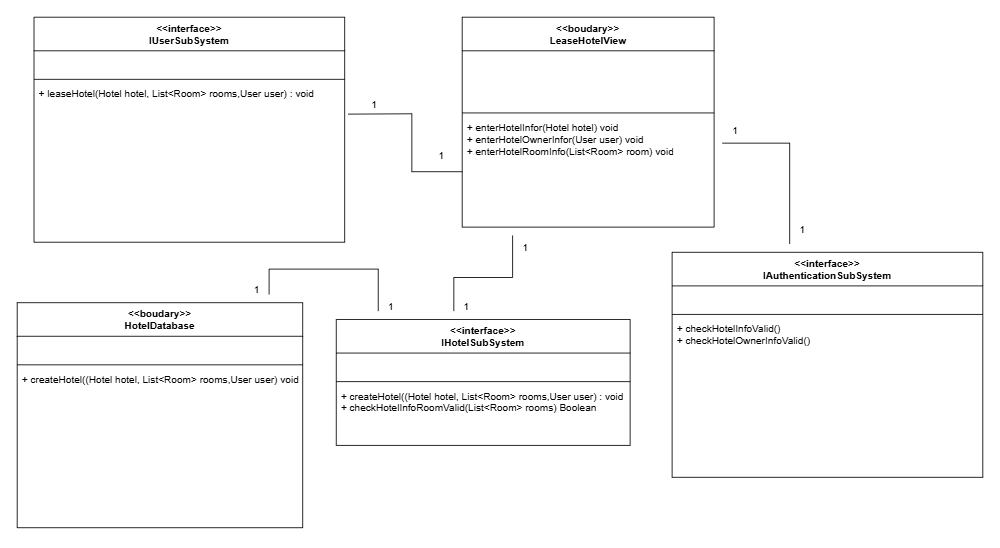 <<interface>>
IUserSubSystem
+ leaseHotel(Hotel hotel, List<Room> rooms,User user) : void
<<boudary>>
LeaseHotelView
+ enterHotelInfor(Hotel hotel) void
+ enterHotelOwnerInfor(User user) void
+ enterHotelRoomInfo(List<Room> room) void
1
1
1
1
1
1
<<interface>>
IAuthenticationSubSystem
+ checkHotelInfoValid()
+ checkHotelOwnerInfoValid()
1
1
<<boudary>>
HotelDatabase
+ createHotel((Hotel hotel, List<Room> rooms,User user) void
<<interface>>
IHotelSubSystem
+ createHotel((Hotel hotel, List<Room> rooms,User user) : void
+ checkHotelInfoRoomValid(List<Room> rooms) Boolean